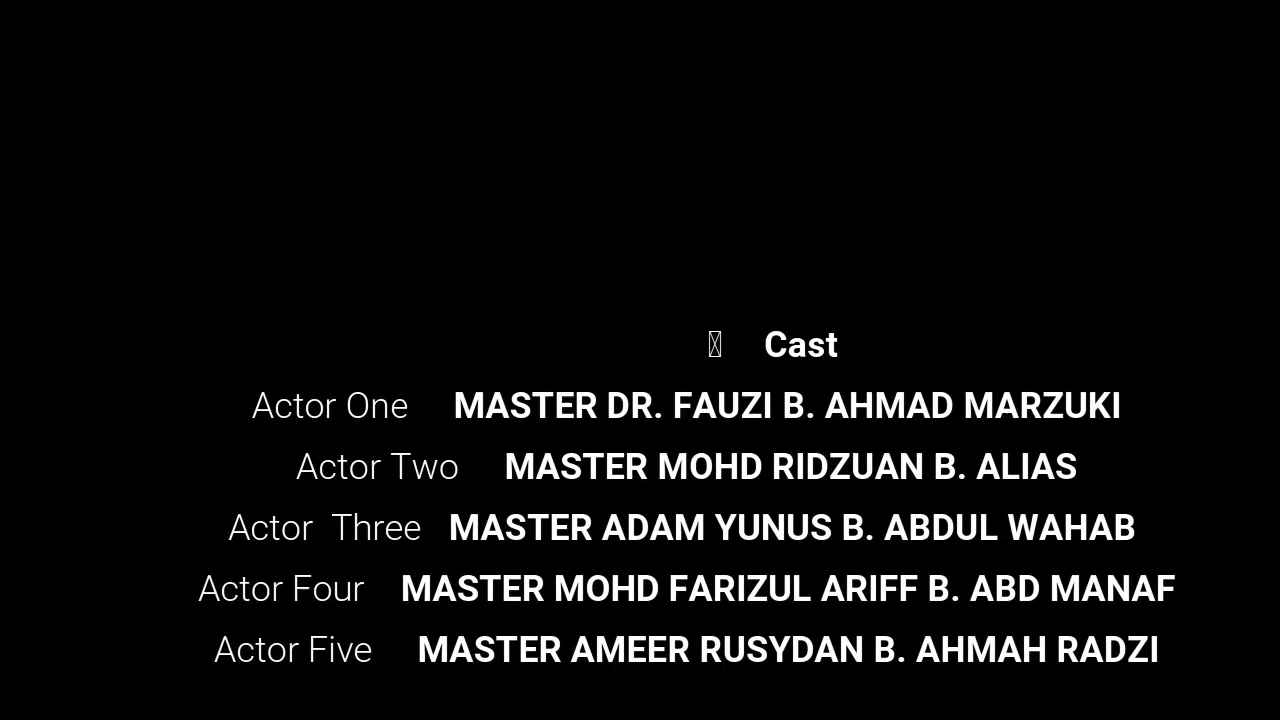 Cast
Actor One MASTER DR. FAUZI B. AHMAD MARZUKI
Actor Two MASTER MOHD RIDZUAN B. ALIAS
Actor Three MASTER ADAM YUNUS B. ABDUL WAHAB
Actor Four MASTER MOHD FARIZUL ARIFF B. ABD MANAF
Actor Five MASTER AMEER RUSYDAN B. AHMAH RADZI